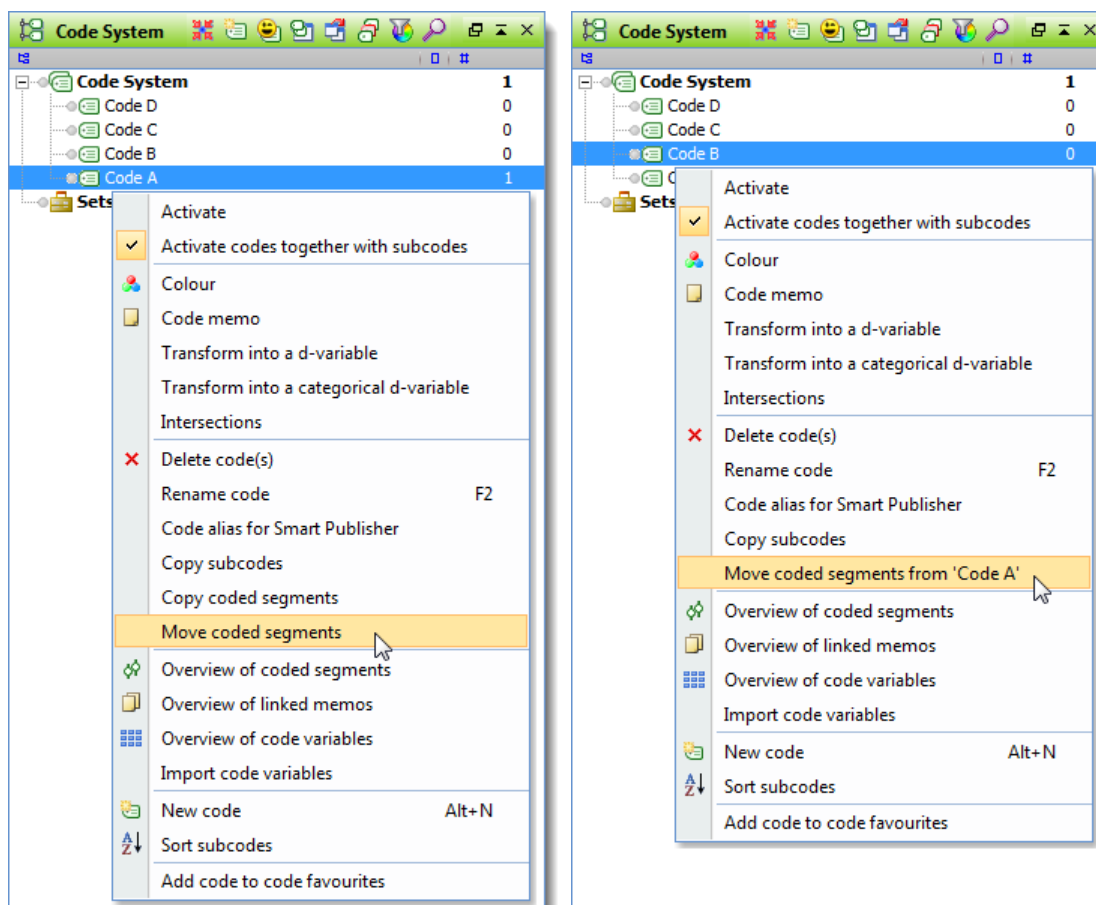 Code System
#
Code System 1
Code D 0
Code C 0
Code B 0
Code A 1
Sets
Activate
Activate codes together with subcodes
Colour
Code memo
Transform into a d-variable
Transform into a categorical d-variable
Intersections
Delete code(s)
Rename code F2
Code alias for Smart Publisher
Copy subcodes
Copy coded segments
Move coded segments
Overview of coded segments
Overview of linked memos
Overview of code variables
Import code variables
New code Alt+N
Sort subcodes
Add code to code favourites
Code System
#
Code System 1
Code D 0
Code C 0
Code B 0
C
Sets
Activate
Activate codes together with subcodes
Colour
Code memo
Transform into a d-variable
Transform into a categorical d-variable
Intersections
Delete code(s)
Rename code F2
Code alias for Smart Publisher
Copy subcodes
Move coded segments from 'Code A'
Overview of coded segments
Overview of linked memos
Overview of code variables
Import code variables
New code Alt+N
Sort subcodes
Add code to code favourites